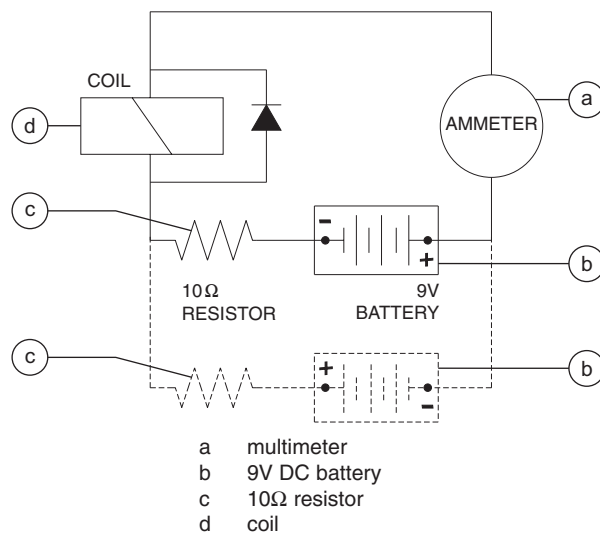 COIL
a
AMMETER
d
c
-
+
10Ω
RESISTOR
9V
BATTERY
b
c
+
-
b
a multimeter
b 9V DC battery
c 10Ω resistor
d coil